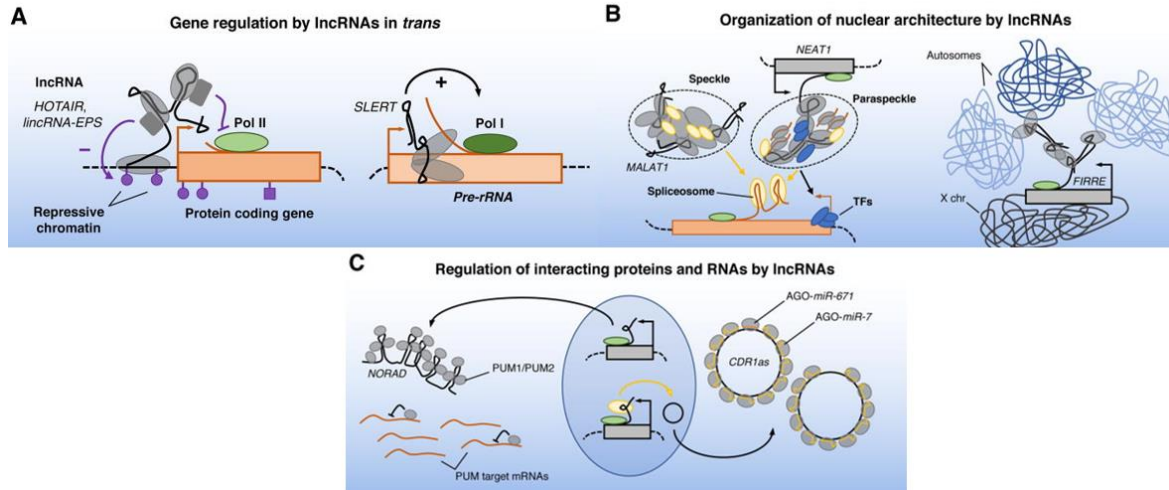 A
Gene regulation by lncRNAs in trans
lncRNA
HOTAIR,
lincRNA-EPS
–
Pol II
Repressive
chromatin
Protein coding gene
SLERT
+
Pol I
Pre-rRNA
B
Organization of nuclear architecture by lncRNAs
Speckle
MALAT1
NEAT1
Paraspeckle
Spliceosome
TFs
Autosomes
FIRRE
X chr
C
Regulation of interacting proteins and RNAs by lncRNAs
NORAD
PUM1/PUM2
PUM target mRNAs
AGO-miR-671
AGO-miR-7
CDR1as